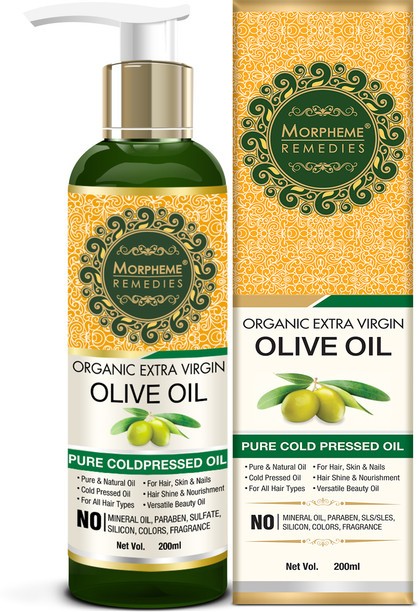 MORPHEME
REMEDIES
ORGANIC EXTRA VIRGIN
OLIVE OIL
PURE COLDPRESSED OIL
• Pure & Natural Oil
• Cold Pressed Oil
• For All Hair Types
• For Hair, Skin & Nails
• Hair Shine & Nourishment
• Versatile Beauty Oil
NO
MINERAL OIL, PARABEN, SULFATE,
SILICON, COLORS, FRAGRANCE
Net Vol. 200ml
MORPHEME®
REMEDIES
ORGANIC EXTRA VIRGIN
OLIVE OIL
PURE COLD PRESSED OIL
• Pure & Natural Oil
• Cold Pressed Oil
• For All Hair Types
• For Hair, Skin & Nails
• Hair Shine & Nourishment
• Versatile Beauty Oil
NO
MINERAL OIL, PARABEN, SLS/SLES,
SILICON, COLORS, FRAGRANCE
Net Vol. 200ml